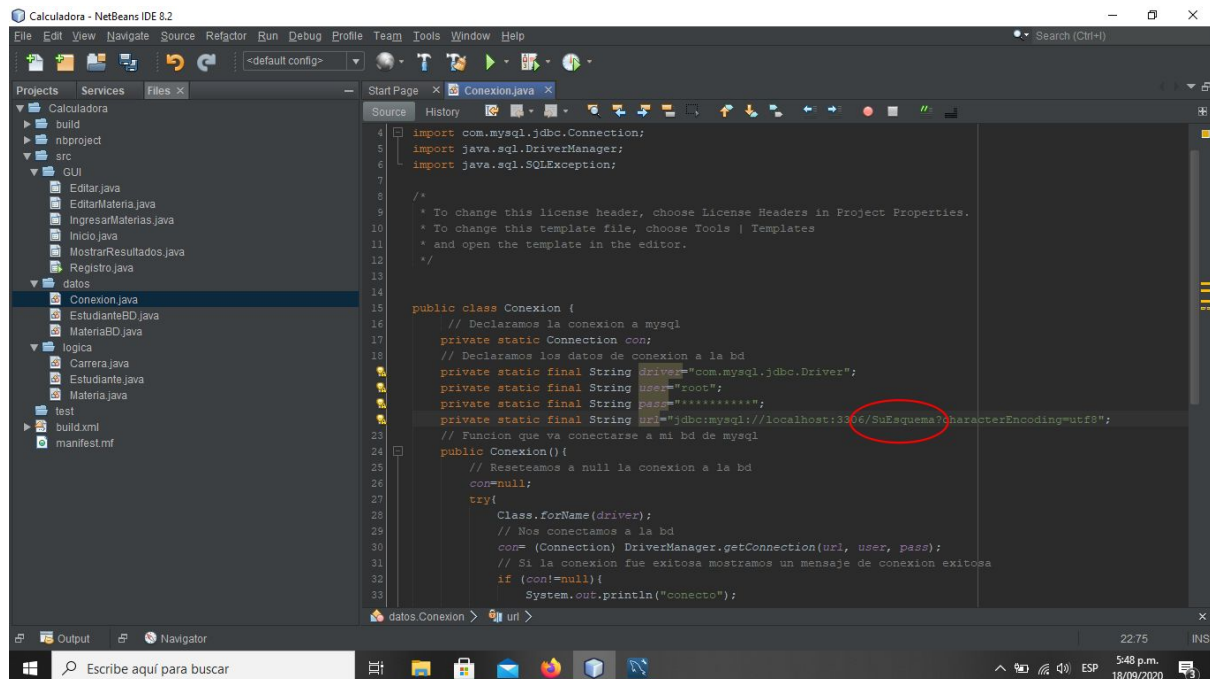 Calculadora - NetBeans IDE 8.2
File Edit View Navigate Source Refactor Run Debug Profile Team Tools Window Help
Search (Ctrl+I)
<default config>
Projects Services Files
Start Page Conexion.java
Source History
Calculadora
build
nbproject
src
GUI
Editar.java
EditarMateria.java
IngresarMaterias.java
Inicio.java
MostrarResultados.java
Registro.java
datos
Conexion.java
EstudianteBD.java
MateriaBD.java
logica
Carrera.java
Estudiante.java
Materia.java
test
build.xml
manifest.mf
4 import com.mysql.jdbc.Connection;
5 import java.sql.DriverManager;
6 import java.sql.SQLException;
7
8 /*
9 * To change this license header, choose License Headers in Project Properties.
10 * To change this template file, choose Tools | Templates
11 * and open the template in the editor.
12 */
13
14
15 public class Conexion {
16 // Declaramos la conexion a mysql
17 private static Connection con;
18 // Declaramos los datos de conexion a la bd
private static final String driver="com.mysql.jdbc.Driver";
private static final String user="root";
private static final String pass="**********";
private static final String url="jdbc:mysql://localhost:3306/SuEsquema?characterEncoding=utf8";
23 // Funcion que va conectarse a mi bd de mysql
24 public Conexion(){
25 // Reseteamos a null la conexion a la bd
26 con=null;
27 try{
28 Class.forName(driver);
29 // Nos conectamos a la bd
30 con= (Connection) DriverManager.getConnection(url, user, pass);
31 // Si la conexion fue exitosa mostramos un mensaje de conexion exitosa
32 if (con!=null){
33 System.out.println("conecto");
datos.Conexion > url >
Output Navigator
22:75 INS
Escribe aquí para buscar
ESP
5:48 p.m.
18/09/2020
3